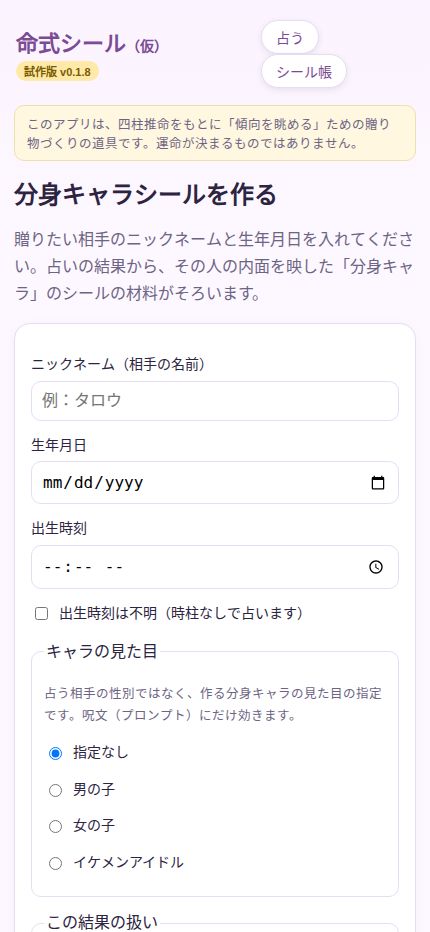 命式シール（仮）
占う
試作版 v0.1.8
シール帳
このアプリは、四柱推命をもとに「傾向を眺める」ための贈り
物づくりの道具です。運命が決まるものではありません。
分身キャラシールを作る
贈りたい相手のニックネームと生年月日を入れてくださ
い。占いの結果から、その人の内面を映した「分身キャ
ラ」のシールの材料がそろいます。
ニックネーム（相手の名前）
例：タロウ
生年月日
mm/dd/yyyy
出生時刻
--:-- --
出生時刻は不明（時柱なしで占います）
キャラの見た目
占う相手の性別ではなく、作る分身キャラの見た目の指定
です。呪文（プロンプト）にだけ効きます。
指定なし
男の子
女の子
イケメンアイドル
この結果の扱い